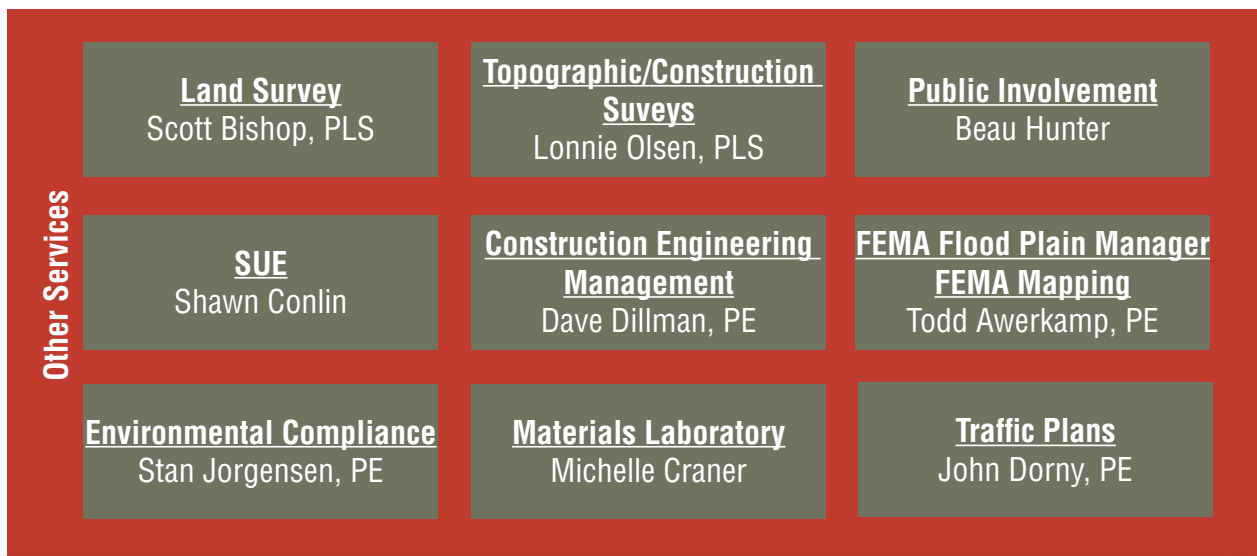 Other Services
Land Survey
Scott Bishop, PLS
Topographic/Construction
Suveys
Lonnie Olsen, PLS
Public Involvement
Beau Hunter
SUE
Shawn Conlin
Construction Engineering
Management
Dave Dillman, PE
FEMA Flood Plain Manager
FEMA Mapping
Todd Awerkamp, PE
Environmental Compliance
Stan Jorgensen, PE
Materials Laboratory
Michelle Craner
Traffic Plans
John Dorny, PE